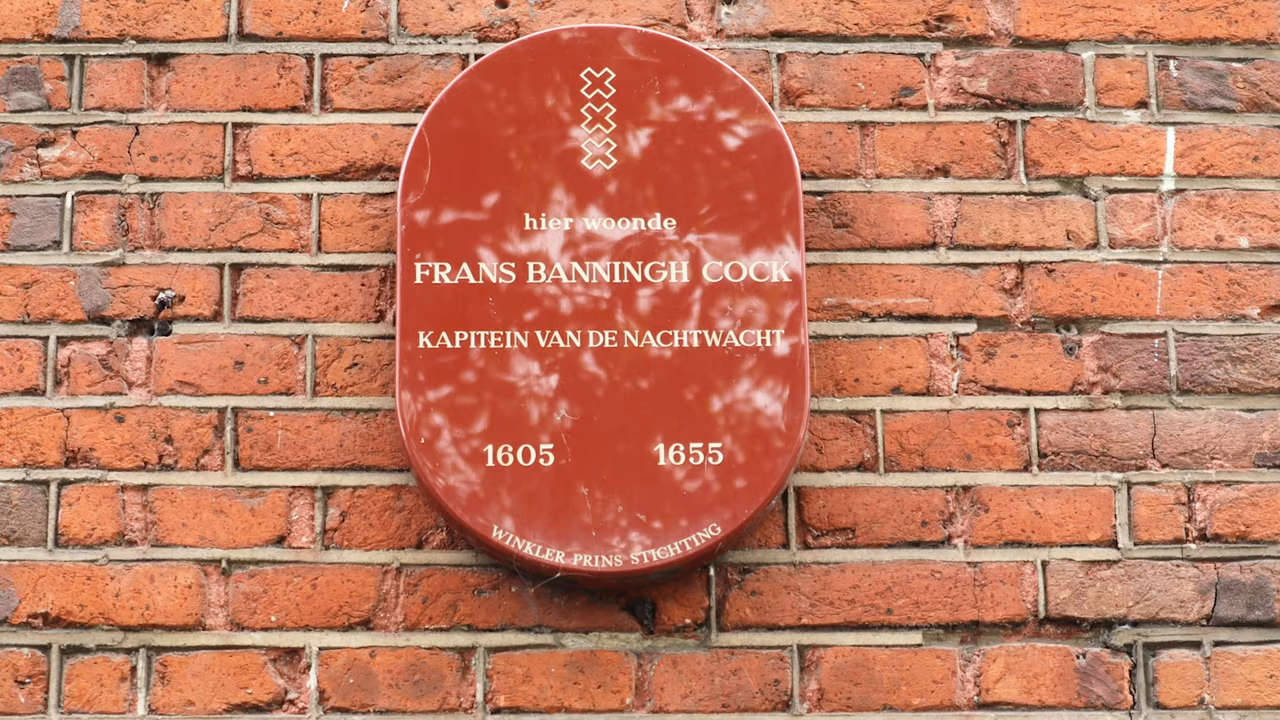 hier woonde
FRANS BANNINGH COCK
KAPITEIN VAN DE NACHTWACHT
1605 1655
WINKLER PRINS STICHTING